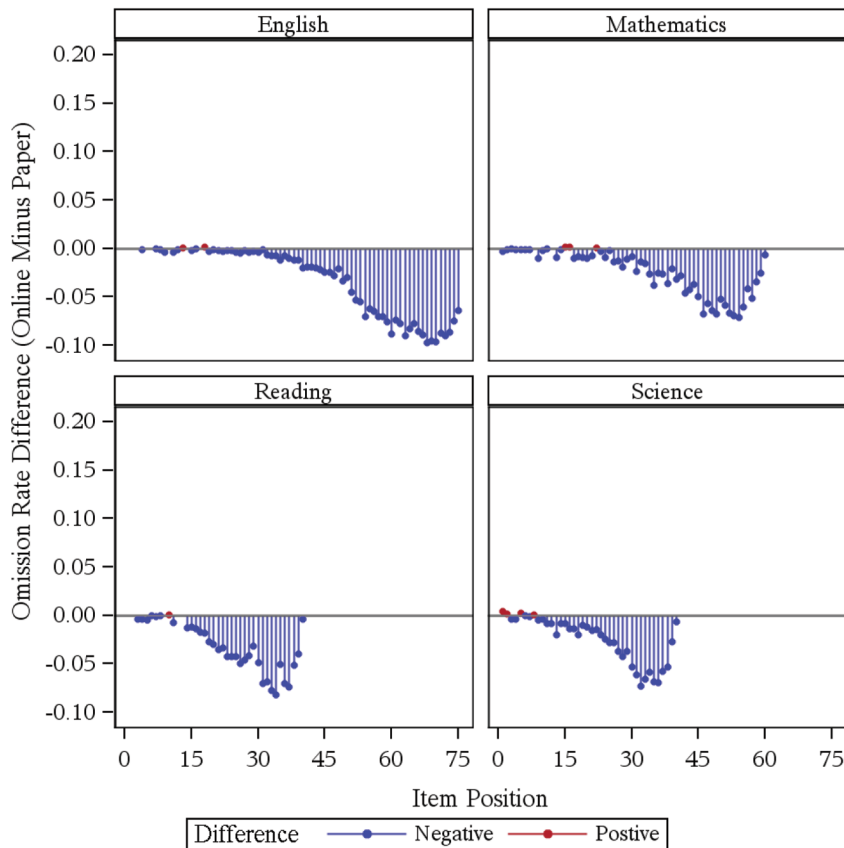 English
Mathematics
0.20
0.15
0.10
0.05
0.00
-0.05
-0.10
Reading
Science
0.20
0.15
0.10
0.05
0.00
-0.05
-0.10
Omission Rate Difference (Online Minus Paper)
0 15 30 45 60 75
0 15 30 45 60 75
Item Position
Difference Negative Postive